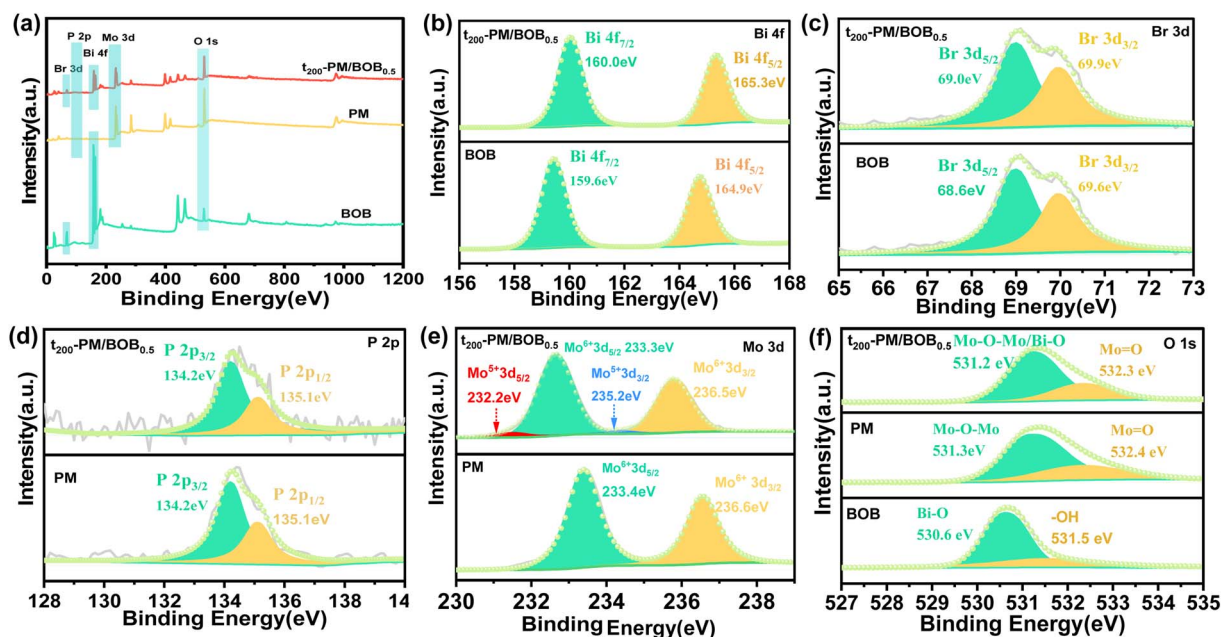 (a)
P 2p
Mo 3d
Bi 4f
Br 3d
O 1s
t200-PM/BOB0.5
PM
BOB
Intensity(a.u.)
0 200 400 600 800 1000 1200
Binding Energy(eV)
(b)
t200-PM/BOB0.5
Bi 4f
Bi 4f7/2
160.0eV
Bi 4f5/2
165.3eV
BOB
Bi 4f7/2
159.6eV
Bi 4f5/2
164.9eV
Intensity(a.u.)
156 158 160 162 164 166 168
Binding Energy(eV)
(c)
t200-PM/BOB0.5
Br 3d
Br 3d5/2
69.0eV
Br 3d3/2
69.9eV
BOB
Br 3d5/2
68.6eV
Br 3d3/2
69.6eV
Intensity(a.u.)
65 66 67 68 69 70 71 72 73
Binding Energy(eV)
(d)
t200-PM/BOB0.5
P 2p
P 2p3/2
134.2eV
P 2p1/2
135.1eV
PM
P 2p3/2
134.2eV
P 2p1/2
135.1eV
Intensity(a.u.)
128 130 132 134 136 138 14
Binding Energy(eV)
(e)
t200-PM/BOB0.5
Mo 3d
Mo5+3d5/2
232.2eV
Mo6+3d5/2 233.3eV
Mo5+3d3/2
235.2eV
Mo6+3d3/2
236.5eV
PM
Mo6+3d5/2
233.4eV
Mo6+ 3d3/2
236.6eV
Intensity(a.u.)
230 232 234 236 238
Binding Energy(eV)
(f)
t200-PM/BOB0.5
O 1s
Mo-O-Mo/Bi-O
531.2 eV
Mo=O
532.3 eV
PM
Mo-O-Mo
531.3eV
Mo=O
532.4 eV
BOB
Bi-O
530.6 eV
-OH
531.5 eV
Intensity(a.u.)
527 528 529 530 531 532 533 534 535
Binding Energy(eV)